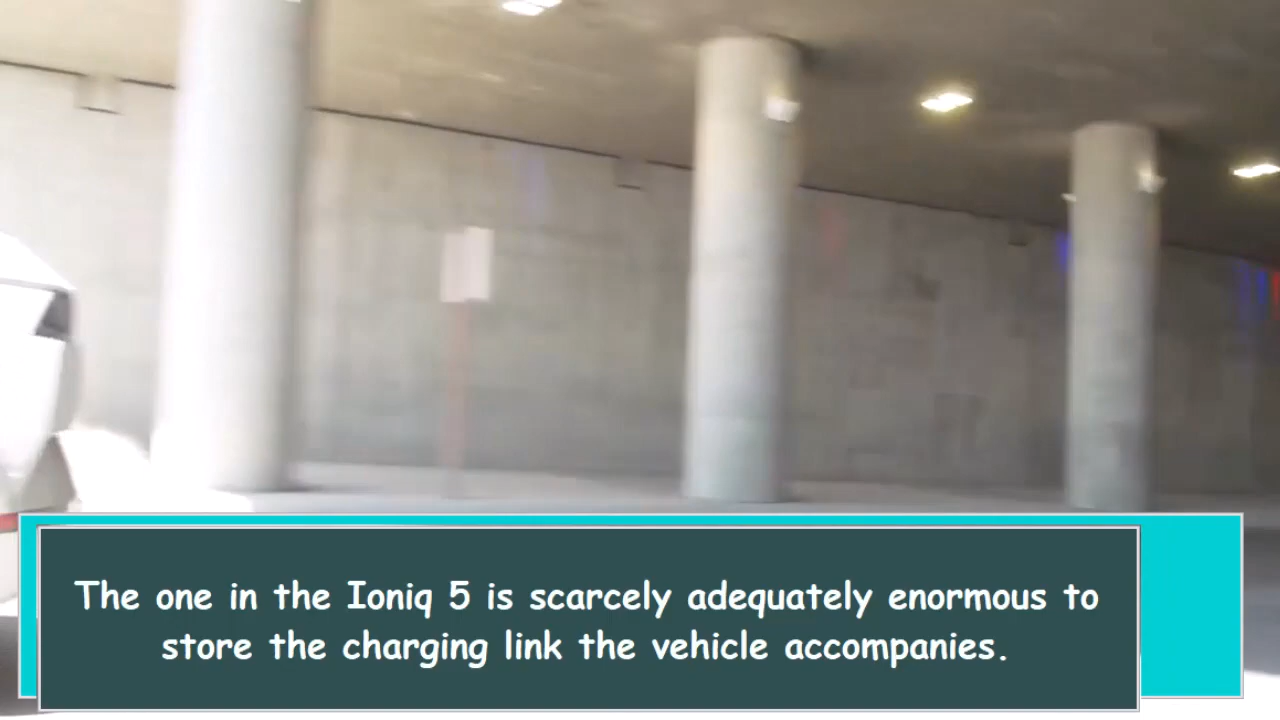 The one in the Ioniq 5 is scarcely adequately enormous to
store the charging link the vehicle accompanies.